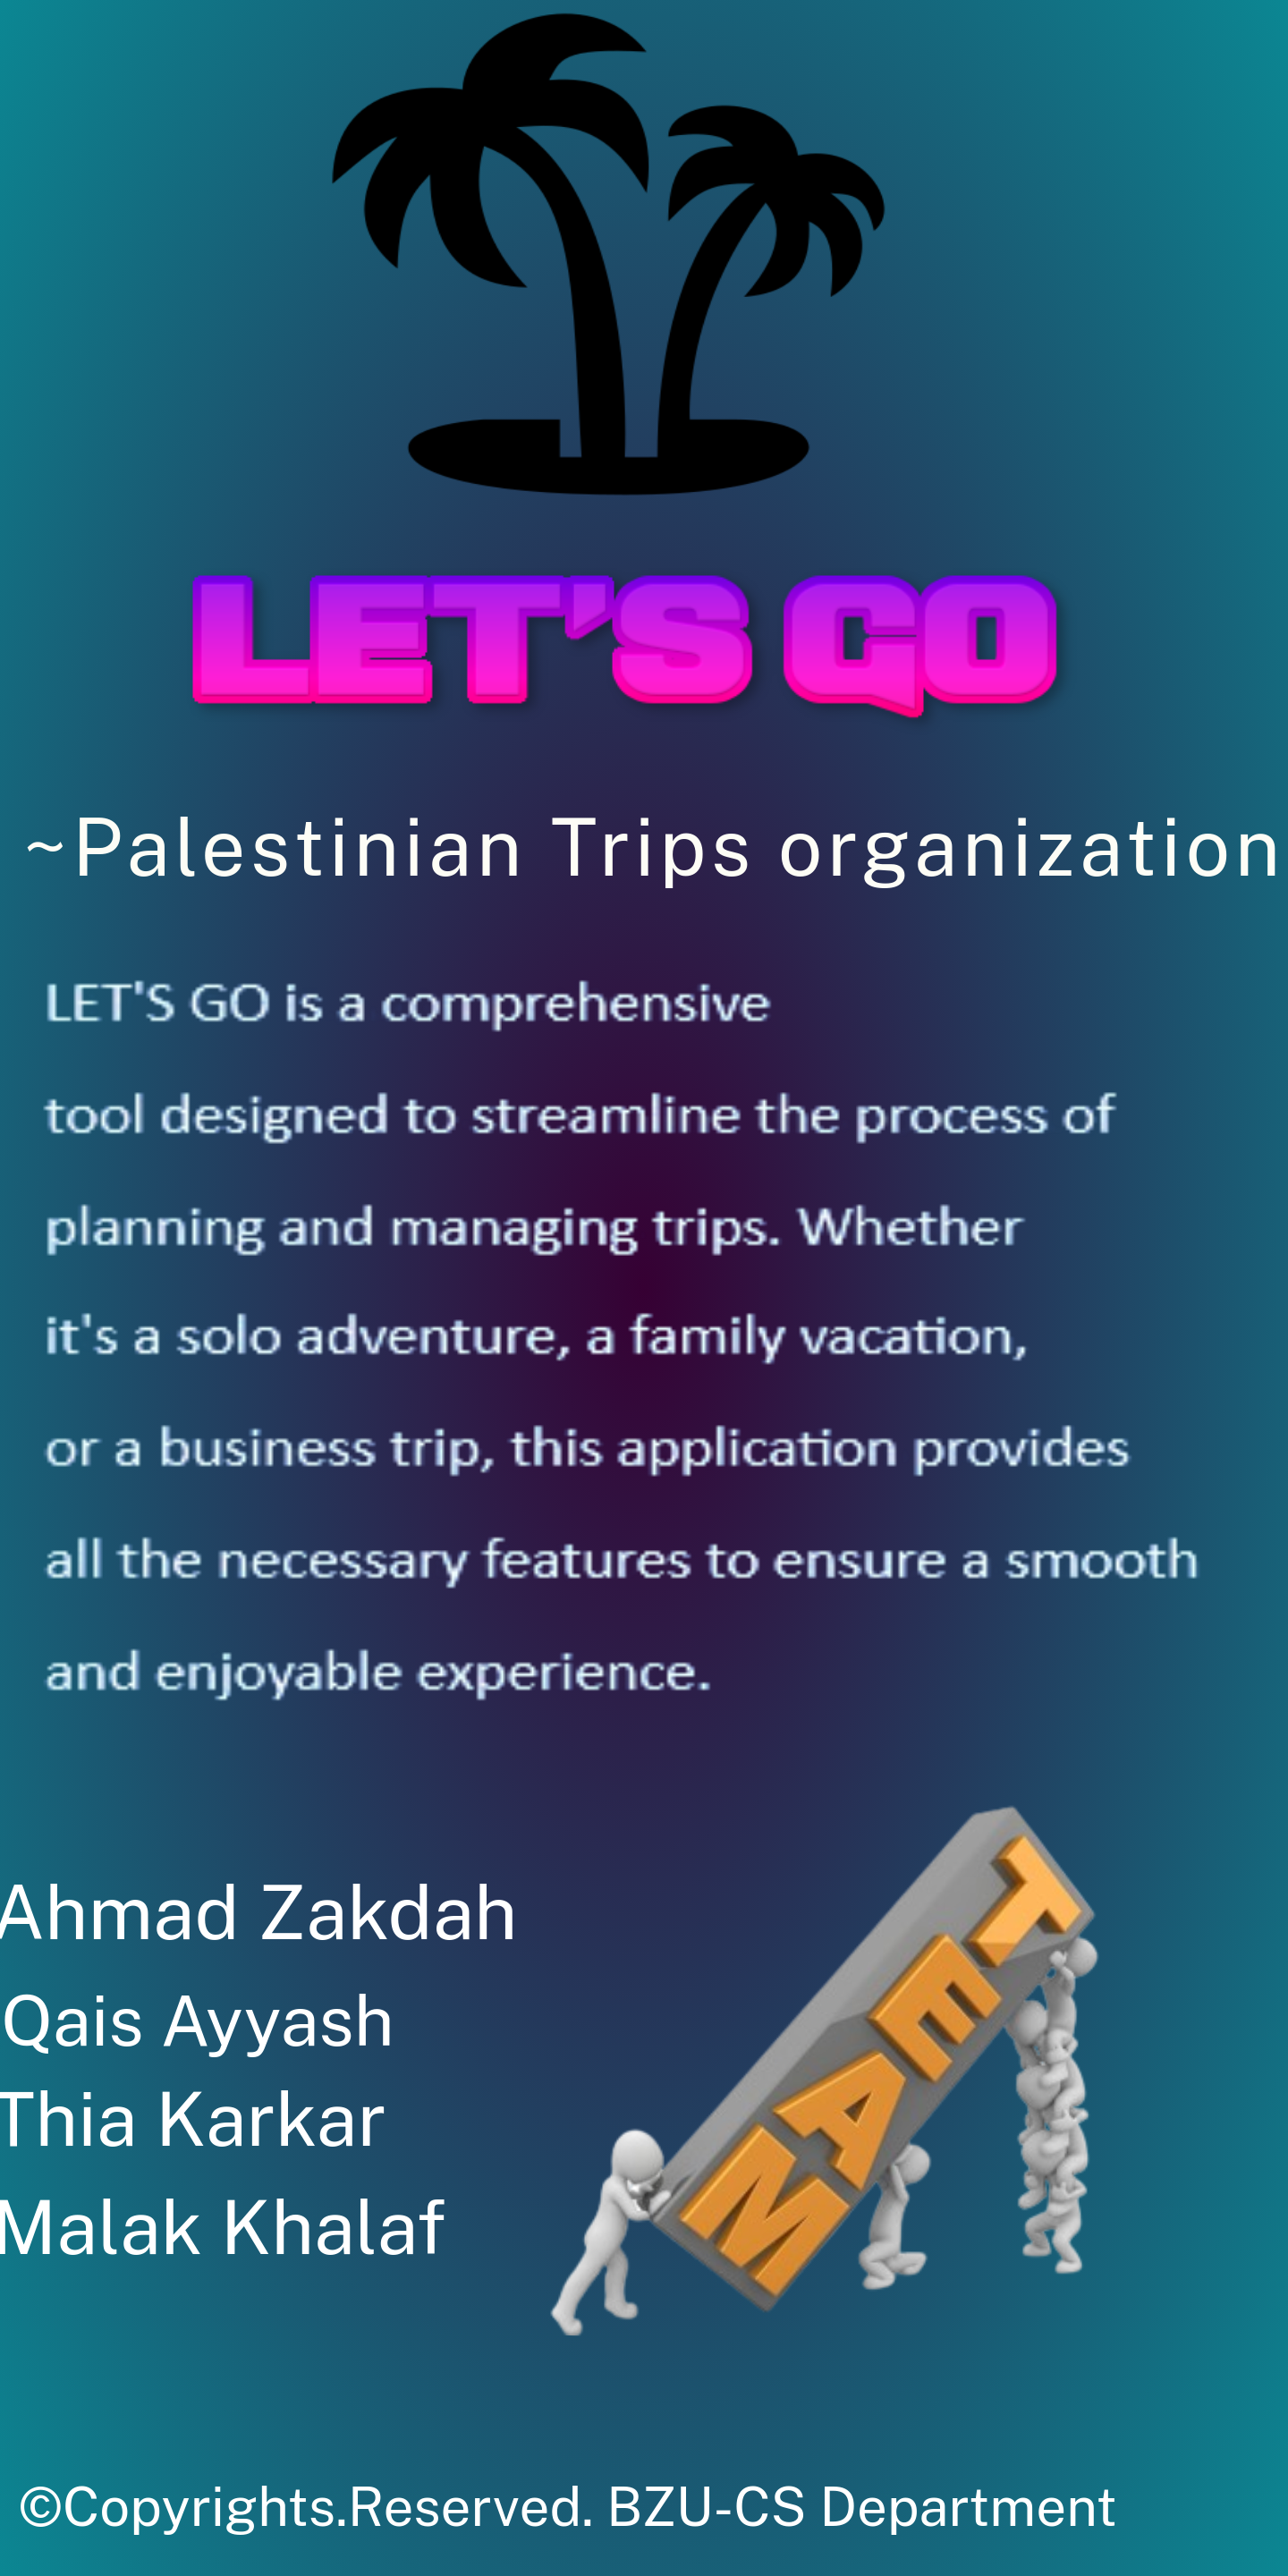 LET'S GO
~Palestinian Trips organization
LET'S GO is a comprehensive
tool designed to streamline the process of
planning and managing trips. Whether
it's a solo adventure, a family vacation,
or a business trip, this application provides
all the necessary features to ensure a smooth
and enjoyable experience.
Ahmad Zakdah
Qais Ayyash
Thia Karkar
Malak Khalaf
TEAM
©Copyrights.Reserved. BZU-CS Department